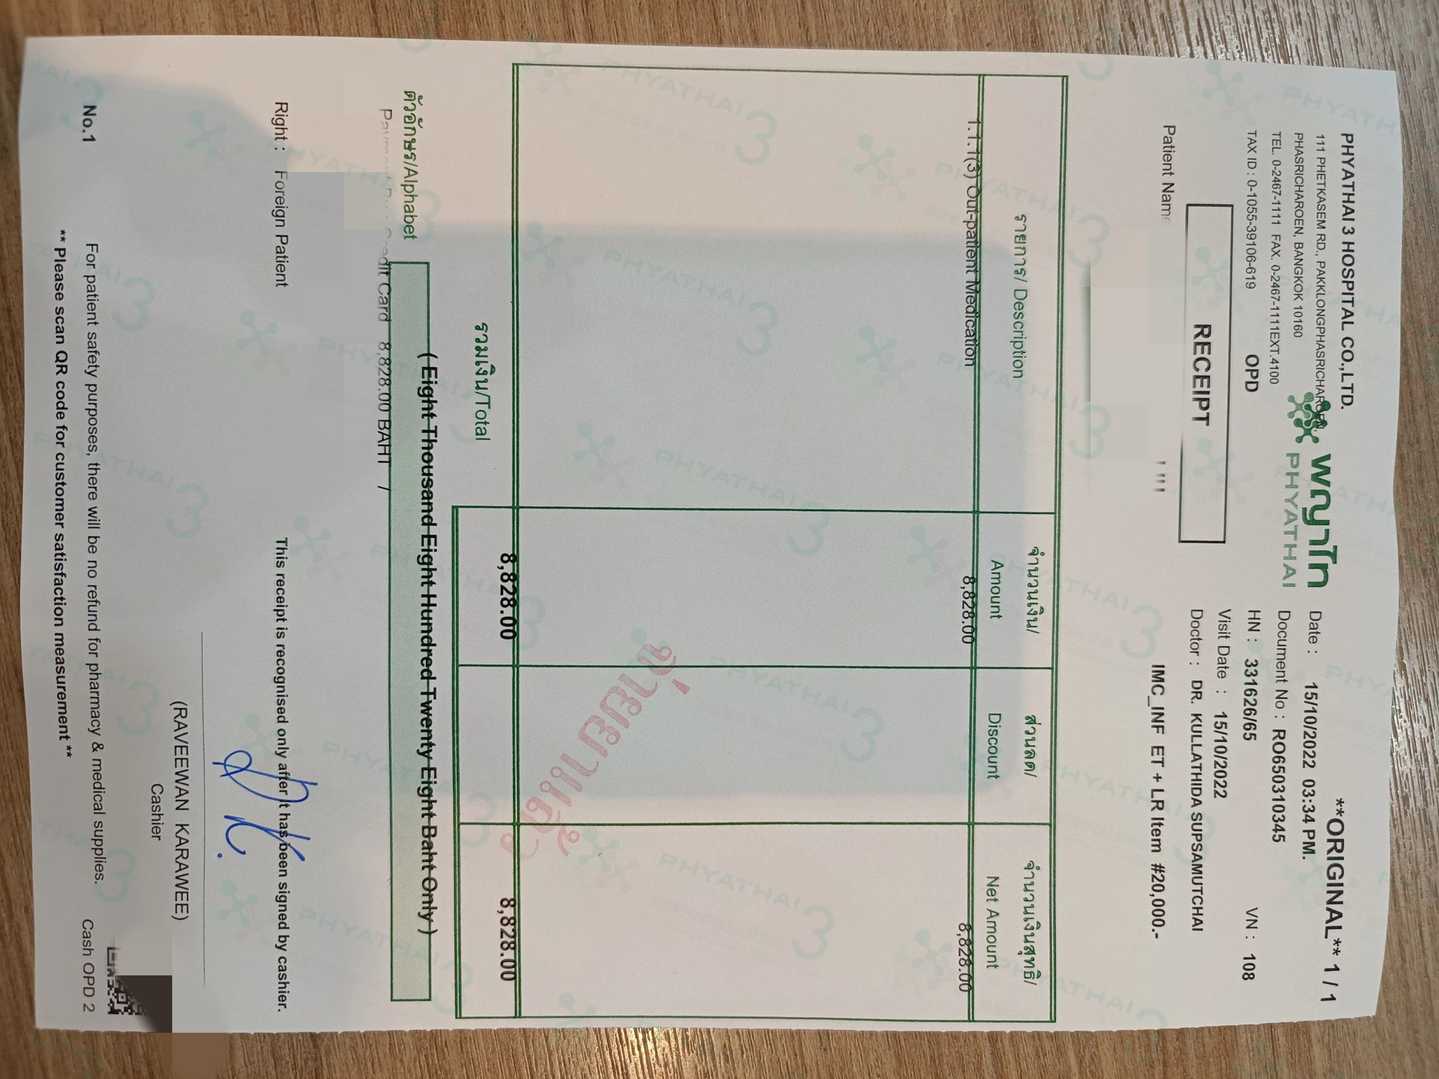 **ORIGINAL** 1 / 1
PHYATHAI 3 HOSPITAL CO.,LTD.
111 PHETKASEM RD., PAKKLONGPHASRICHAROEN,
PHASRICHAROEN, BANGKOK 10160
TEL. 0-2467-1111 FAX. 0-2467-1111EXT.4100
TAX ID : 0-1055-39106-619 OPD
พญาไท
PHYATHAI
Date : 15/10/2022 03:34 PM.
Document No : RO650310345
HN : 331626/65 VN : 108
Visit Date : 15/10/2022
Doctor : DR. KULLATHIDA SUPSAMUTCHAI
RECEIPT
Patient Name
IMC_INF ET + LR Item #20,000.-
รายการ/ Description
จำนวนเงิน/ Amount
ส่วนลด/ Discount
จำนวนเงินสุทธิ/ Net Amount
1.1.1(3) Out-patient Medication 8,828.00 8,828.00
รวมเงิน/Total 8,828.00 8,828.00
ตัวอักษร/Alphabet ( Eight Thousand Eight Hundred Twenty Eight Baht Only )
Credit Card 8,828.00 BAHT /
Right : Foreign Patient
This receipt is recognised only after it has been signed by cashier.
(RAVEEWAN KARAWEE)
Cashier
No.1
For patient safety purposes, there will be no refund for pharmacy & medical supplies.
Cash OPD 2
** Please scan QR code for customer satisfaction measurement **